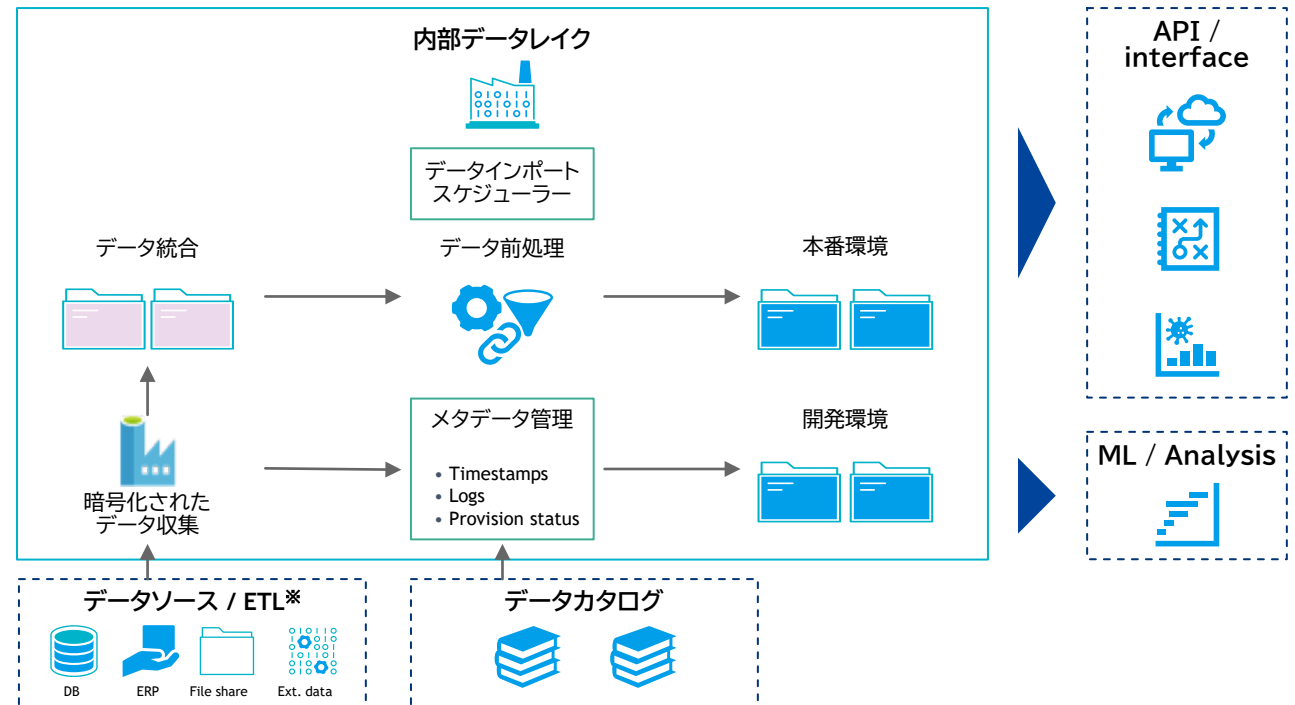 内部データレイク
データインポート
スケジューラー
データ統合
データ前処理
本番環境
暗号化された
データ収集
メタデータ管理
• Timestamps
• Logs
• Provision status
開発環境
API /
interface
ML / Analysis
データソース / ETL※
DB
ERP
File share
Ext. data
データカタログ